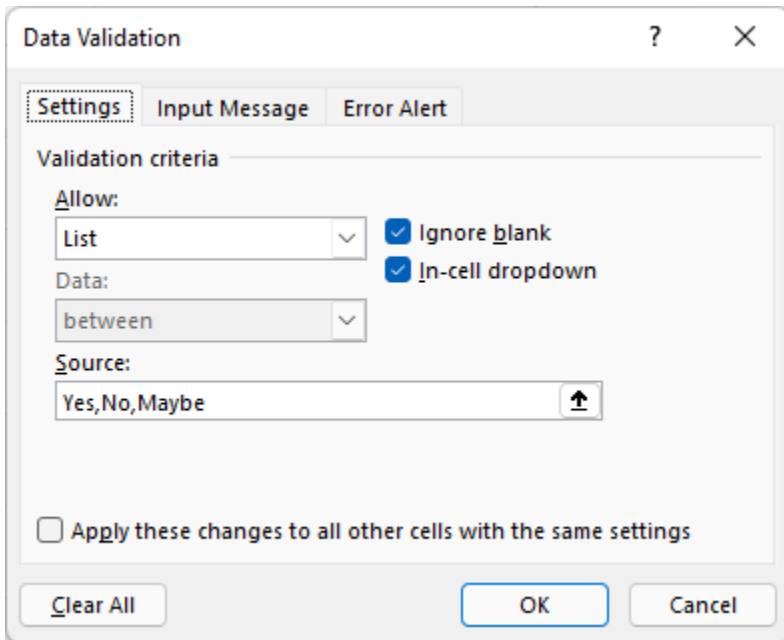 Data Validation ?
Settings Input Message Error Alert
Validation criteria
Allow:
List
Ignore blank
In-cell dropdown
Data:
between
Source:
Yes,No,Maybe
Apply these changes to all other cells with the same settings
Clear All OK Cancel